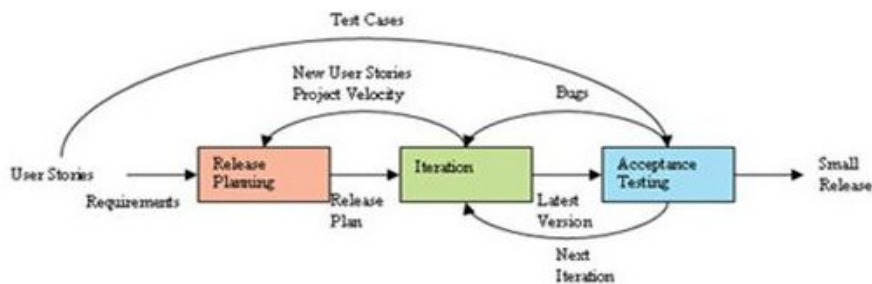 Test Cases
New User Stories
Project Velocity
Bugs
User Stories
Requirements
Release
Planning
Release
Plan
Iteration
Latest
Version
Acceptance
Testing
Small
Release
Next
Iteration